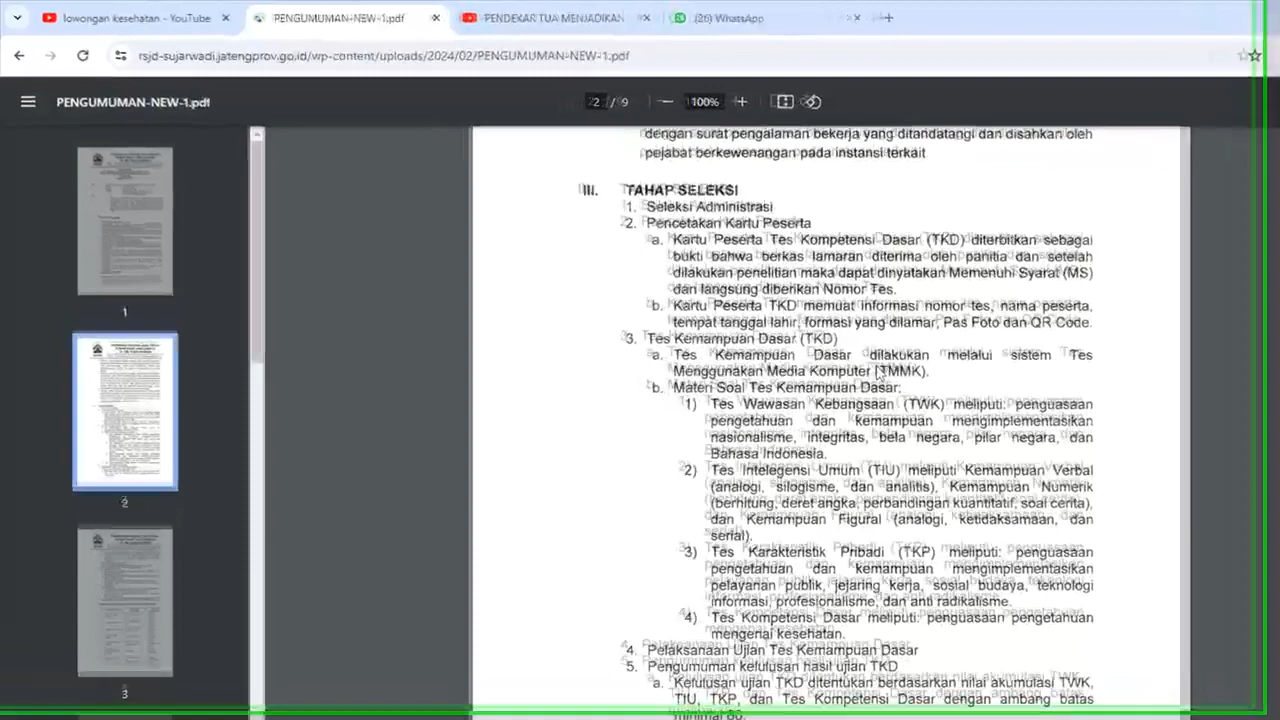 lowongan kesehatan - YouTube
PENGUMUMAN-NEW-1.pdf
PENDEKAR TUA MENJADIKAN
(26) WhatsApp
rsjd-sujarwadi.jatengprov.go.id/wp-content/uploads/2024/02/PENGUMUMAN-NEW-1.pdf
PENGUMUMAN-NEW-1.pdf
2 / 9
100%
1
2
3
dengan surat pengalaman bekerja yang ditandatangi dan disahkan oleh
pejabat berkewenangan pada instansi terkait
III. TAHAP SELEKSI
1. Seleksi Administrasi
2. Pencetakan Kartu Peserta
a. Kartu Peserta Tes Kompetensi Dasar (TKD) diterbilkan sebagai
bukti bahwa berkas lamaran diterima oleh panitia dan setelah
dilakukan penelitian maka dapat dinyatakan Memenuhi Syarat (MS)
dan langsung diberikan Nomor Tes.
b. Kartu Peserta TKD memuat informasi nomor tes, nama peserta,
tempat tanggal lahir, formasi yang dilamar, Pas Foto dan QR Code.
3. Tes Kemampuan Dasar (TKD)
a. Tes Kemampuan Dasar dilakukan melalui sistem Tes
Menggunakan Media Komputer (TMMK).
b. Materi Soal Tes Kemampuan Dasar:
1) Tes Wawasan Kebangsaan (TWK) meliputi: penguasaan
pengetahuan dan kemampuan mengimplementasikan
nasionalisme, integritas, bela negara, pilar negara, dan
Bahasa Indonesia.
2) Tes Intelegensi Umum (TIU) meliputi Kemampuan Verbal
(analogi, silogisme, dan analitis), Kemampuan Numerik
(berhitung, deret angka, perbandingan kuantitatif, soal cerita),
dan Kemampuan Figural (analogi, ketidaksamaan, dan
serial).
3) Tes Karakteristik Pribadi (TKP) meliputi: penguasaan
pengetahuan dan kemampuan mengimplementasikan
pelayanan publik, jejaring kerja, sosial budaya, teknologi
informasi, profesionalisme, dan anti radikalisme.
4) Tes Kompetensi Dasar meliputi: penguasaan pengetahuan
mengenai kesehatan.
4. Pelaksanaan Ujian Tes Kemampuan Dasar
5. Pengumuman kelulusan hasil ujian TKD
a. Kelulusan ujian TKD ditentukan berdasarkan nilai akumulasi TWK,
TIU, TKP, dan Tes Kompetensi Dasar dengan ambang batas